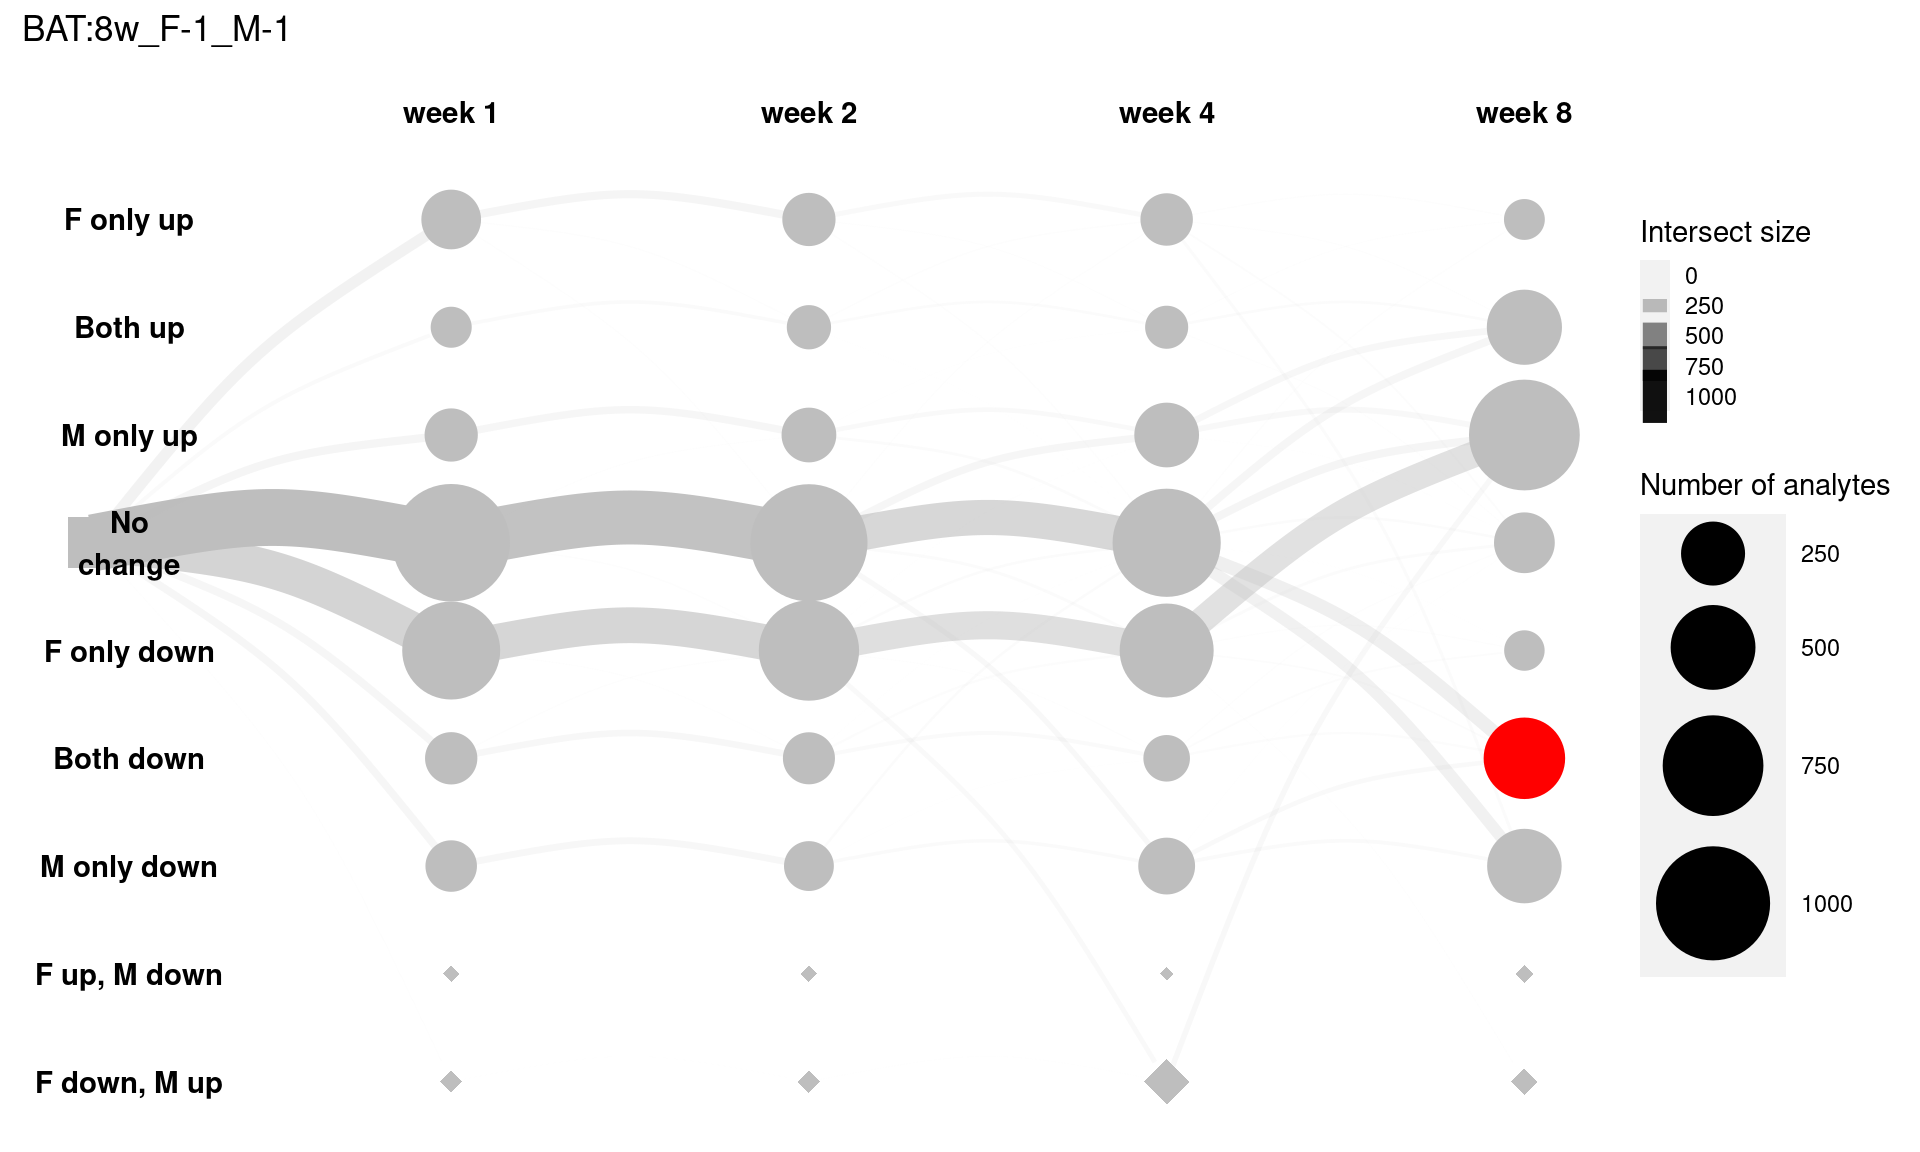 BAT:8w_F-1_M-1
week 1
week 2
week 4
week 8
F only up
Both up
M only up
No
change
F only down
Both down
M only down
F up, M down
F down, M up
Intersect size
0
250
500
750
1000
Number of analytes
250
500
750
1000